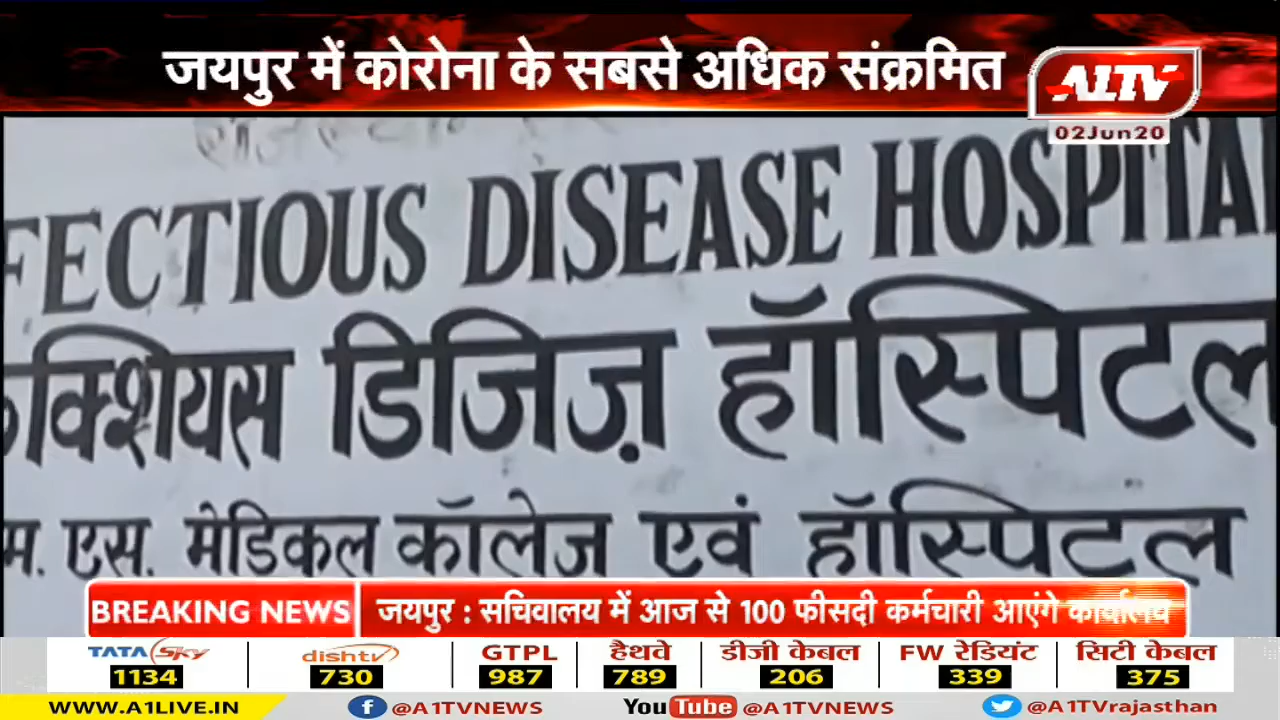 जयपुर में कोरोना के सबसे अधिक संक्रमित
A1TV
02Jun20
FECTIOUS DISEASE HOSPITAL
क्शियस डिजिज़ हॉस्पिटल
एस. मेडिकल कॉलेज एवं हॉस्पिटल
BREAKING NEWS जयपुर : सचिवालय में आज से 100 फीसदी कर्मचारी आएंगे कार्यालय
TATA Sky dishtv GTPL हैथवे डीजी केबल FW रेडियंट सिटी केबल
1134 730 987 789 206 339 375
WWW.A1LIVE.IN @A1TVNEWS YouTube @A1TVNEWS @A1TVrajasthan